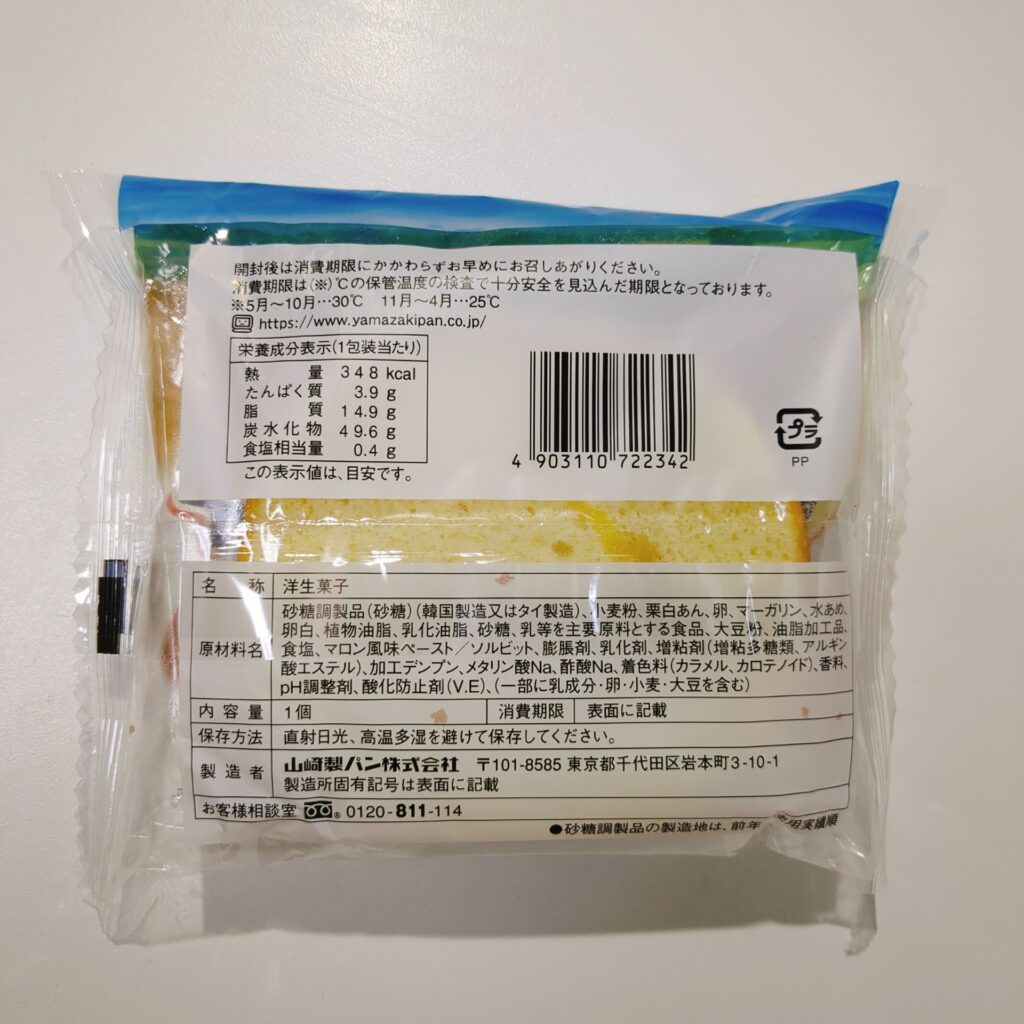 開封後は消費期限にかかわらずお早めにお召しあがりください。
消費期限は(※)℃の保管温度の検査で十分安全を見込んだ期限となっております。
※5月～10月…30℃ 11月～4月…25℃
https://www.yamazakipan.co.jp/
栄養成分表示(1包装当たり)
熱量 348 kcal
たんぱく質 3.9 g
脂質 14.9 g
炭水化物 49.6 g
食塩相当量 0.4 g
この表示値は、目安です。
4 903110 722342
プラ
PP
名称 洋生菓子
原材料名 砂糖調製品(砂糖)(韓国製造又はタイ製造)、小麦粉、栗白あん、卵、マーガリン、水あめ、
卵白、植物油脂、乳化油脂、砂糖、乳等を主要原料とする食品、大豆粉、油脂加工品、
食塩、マロン風味ペースト／ソルビット、膨脹剤、乳化剤、増粘剤(増粘多糖類、アルギン
酸エステル)、加工デンプン、メタリン酸Na、酢酸Na、着色料(カラメル、カロテノイド)、香料、
pH調整剤、酸化防止剤(V.E)、(一部に乳成分・卵・小麦・大豆を含む)
内容量 1個 消費期限 表面に記載
保存方法 直射日光、高温多湿を避けて保存してください。
製造者 山崎製パン株式会社 〒101-8585 東京都千代田区岩本町3-10-1
製造所固有記号は表面に記載
お客様相談室 0120-811-114
●砂糖調製品の製造地は、前年 用実績順